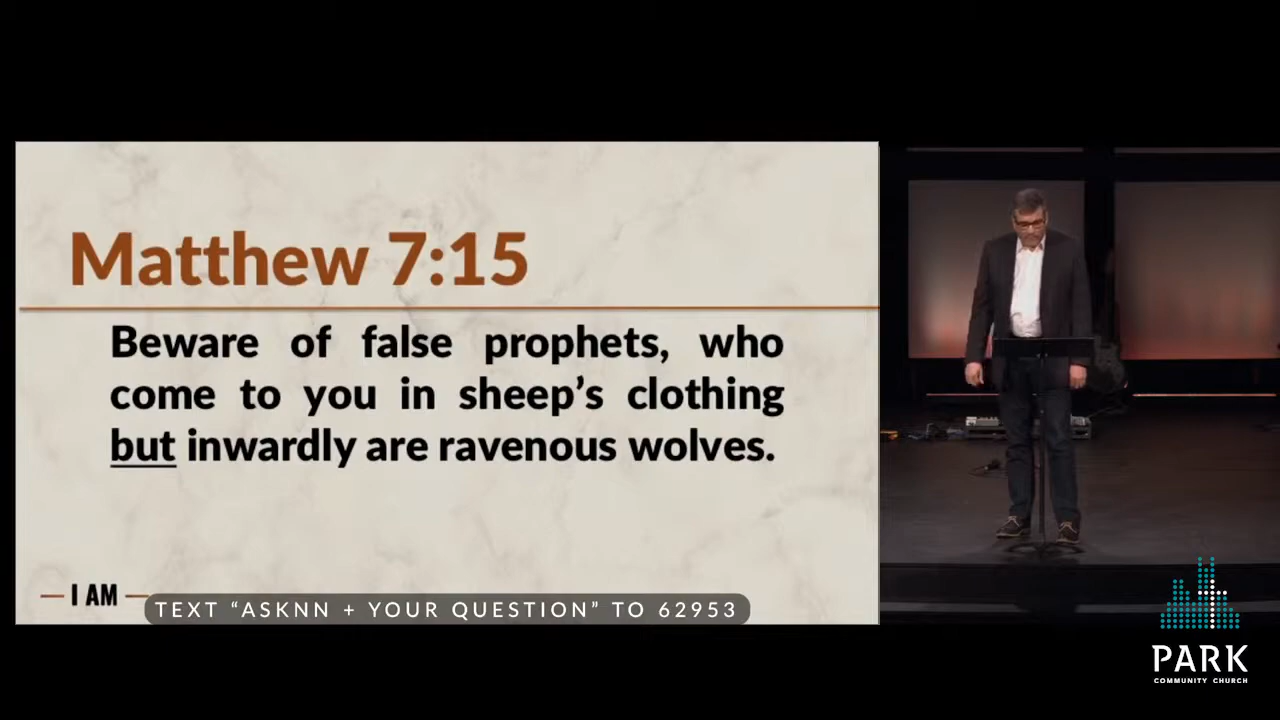 Matthew 7:15
Beware of false prophets, who
come to you in sheep’s clothing
but inwardly are ravenous wolves.
I AM
TEXT “ASKNN + YOUR QUESTION” TO 62953
PARK
COMMUNITY CHURCH